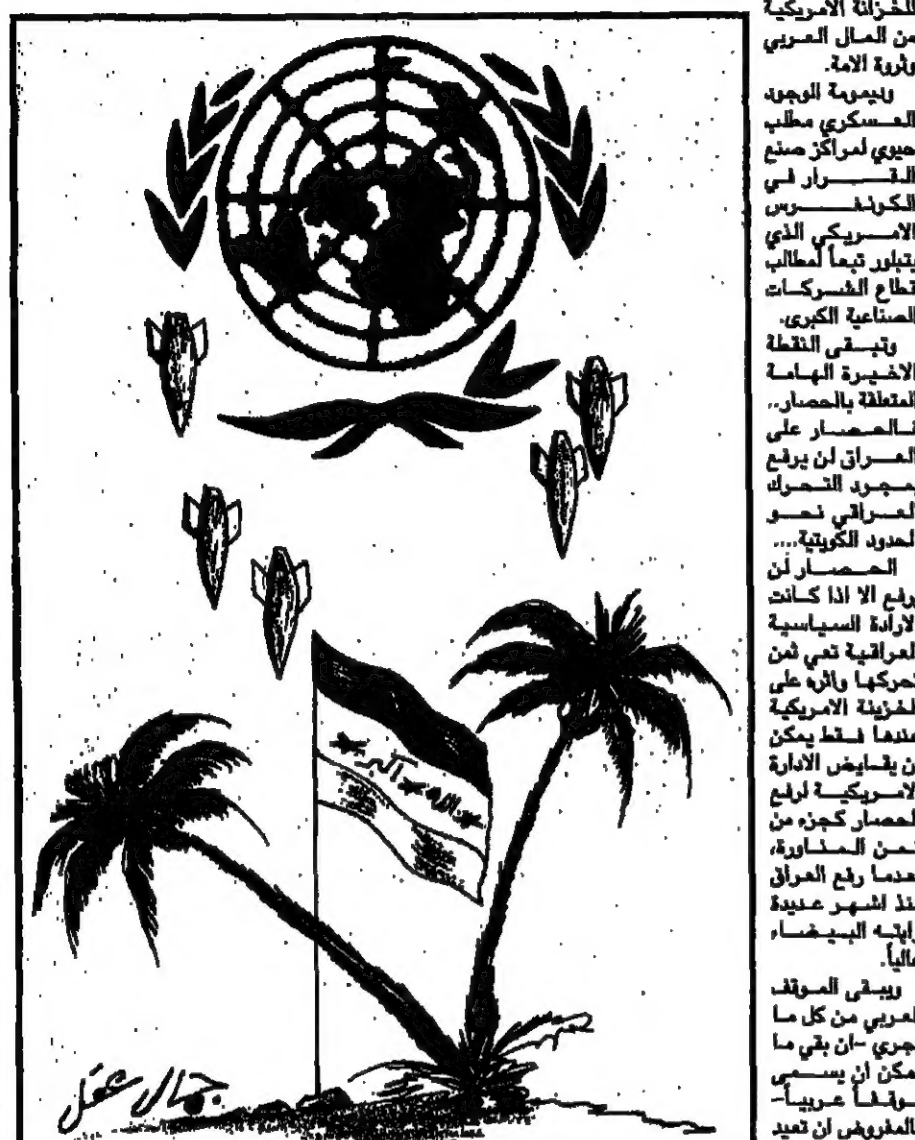 للخزانة الامريكية
من المال العربي
وثروة الامة.
وديمومة الوجود
العسكري مطلب
حيوي لمراكز صنع
القرار في
الكونغرس
الامريكي الذي
يتبلور تبعاً لمطالب
قطاع الشركات
الصناعية الكبرى.
وتبقى النقطة
الاخيرة الهامة
المتعلقة بالحصار..
فالحصار على
العراق لن يرفع
بمجرد التحرك
العراقي نحو
الحدود الكويتية....
الحصار لن
يرفع الا اذا كانت
الارادة السياسية
العراقية تعي ثمن
تحركها واثره على
الخزينة الامريكية
عندها فقط يمكن
ان يقايض الادارة
الامريكية لرفع
الحصار كجزء من
ثمن المناورة،
بعدما رفع العراق
منذ اشهر عديدة
رايته البيضاء
عالياً.
ويبقى الموقف
العربي من كل ما
يجري -ان بقي ما
يمكن ان يسمى
موقفاً عربياً-
المفروض ان تعيد
الله اكبر
جمال عقل